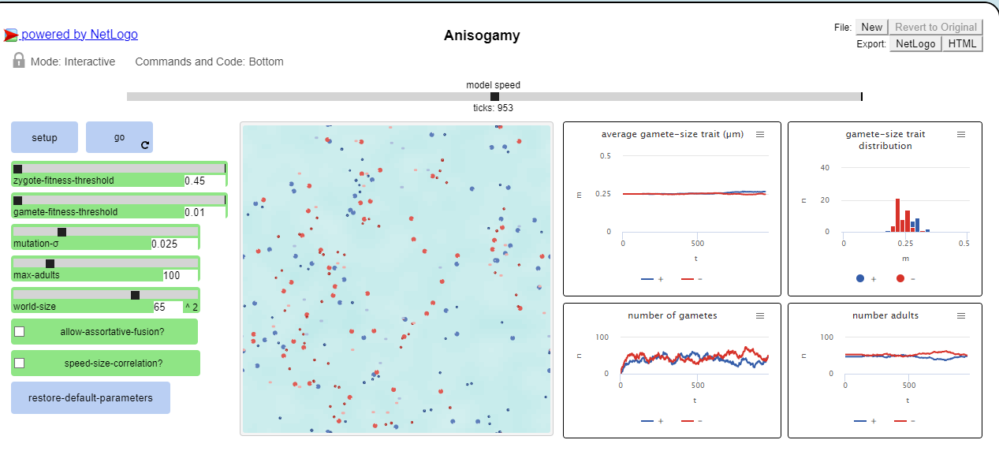 powered by NetLogo
Anisogamy
File: New Revert to Original
Export: NetLogo HTML
Mode: Interactive Commands and Code: Bottom
model speed
ticks: 953
setup
go
zygote-fitness-threshold 0.45
gamete-fitness-threshold 0.01
mutation-σ 0.025
max-adults 100
world-size 65 ^ 2
allow-assortative-fusion?
speed-size-correlation?
restore-default-parameters
average gamete-size trait (µm)
0.5
0.25
0
m
0 500
t
+ -
gamete-size trait
distribution
40
20
0
n
0 0.25 0.5
m
+ -
number of gametes
100
0
n
0 500
t
+ -
number adults
100
0
n
0 500
t
+ -